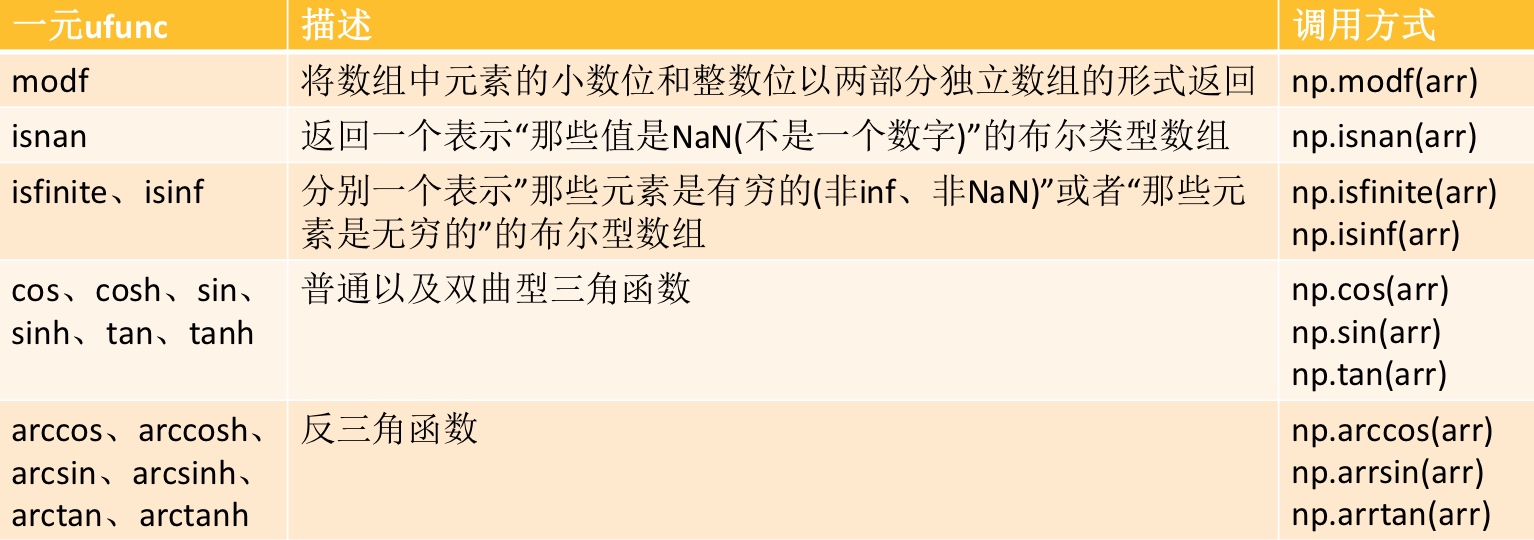 一元ufunc 描述 调用方式
modf 将数组中元素的小数位和整数位以两部分独立数组的形式返回 np.modf(arr)
isnan 返回一个表示“那些值是NaN(不是一个数字)”的布尔类型数组 np.isnan(arr)
isfinite、isinf 分别一个表示”那些元素是有穷的(非inf、非NaN)”或者“那些元 np.isfinite(arr)
素是无穷的”的布尔型数组 np.isinf(arr)
cos、cosh、sin、 普通以及双曲型三角函数 np.cos(arr)
sinh、tan、tanh np.sin(arr)
np.tan(arr)
arccos、arccosh、 反三角函数 np.arccos(arr)
arcsin、arcsinh、 np.arrsin(arr)
arctan、arctanh np.arrtan(arr)